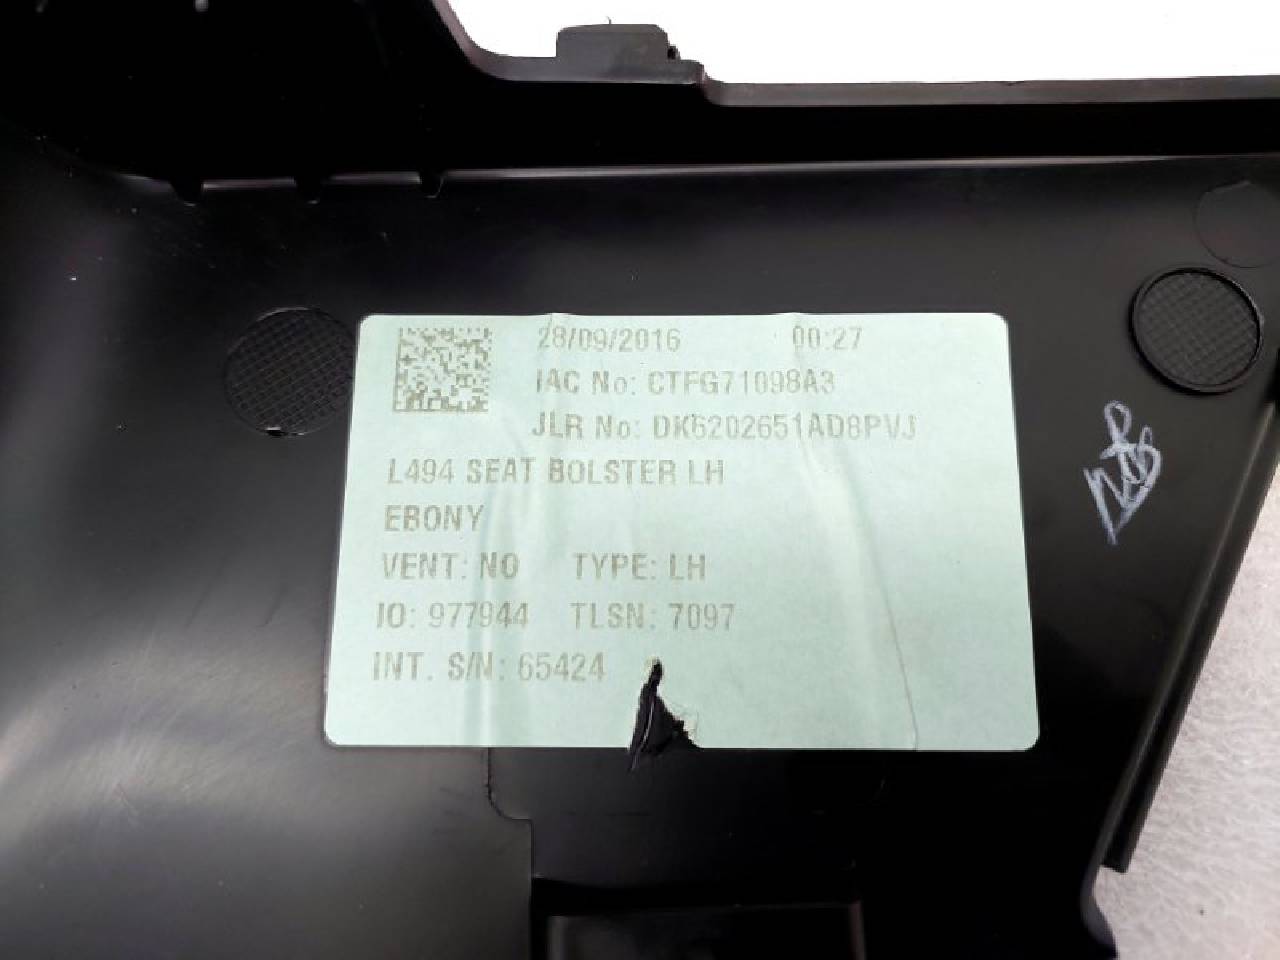 28/09/2016 00:27
IAC No: CTFG71098A3
JLR No: DK6202651AD8PVJ
L494 SEAT BOLSTER LH
EBONY
VENT: NO TYPE: LH
IO: 977944 TLSN: 7097
INT. S/N: 65424